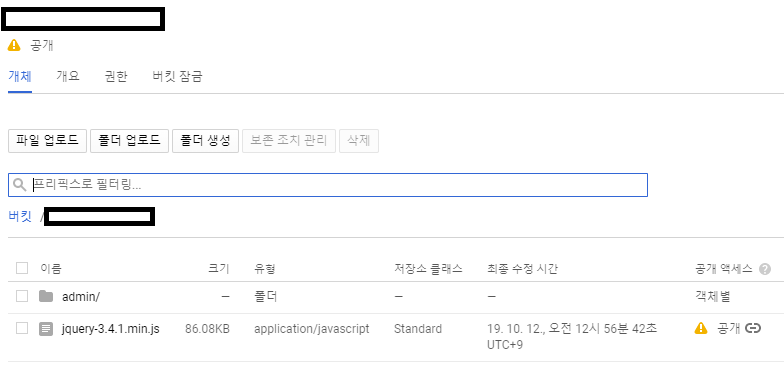 공개
개체 개요 권한 버킷 잠금
파일 업로드 폴더 업로드 폴더 생성 보존 조치 관리 삭제
프리픽스로 필터링...
버킷 /
이름 크기 유형 저장소 클래스 최종 수정 시간 공개 액세스 ?
admin/ — 폴더 — — 객체별
jquery-3.4.1.min.js 86.08KB application/javascript Standard 19. 10. 12., 오전 12시 56분 42초 공개
UTC+9